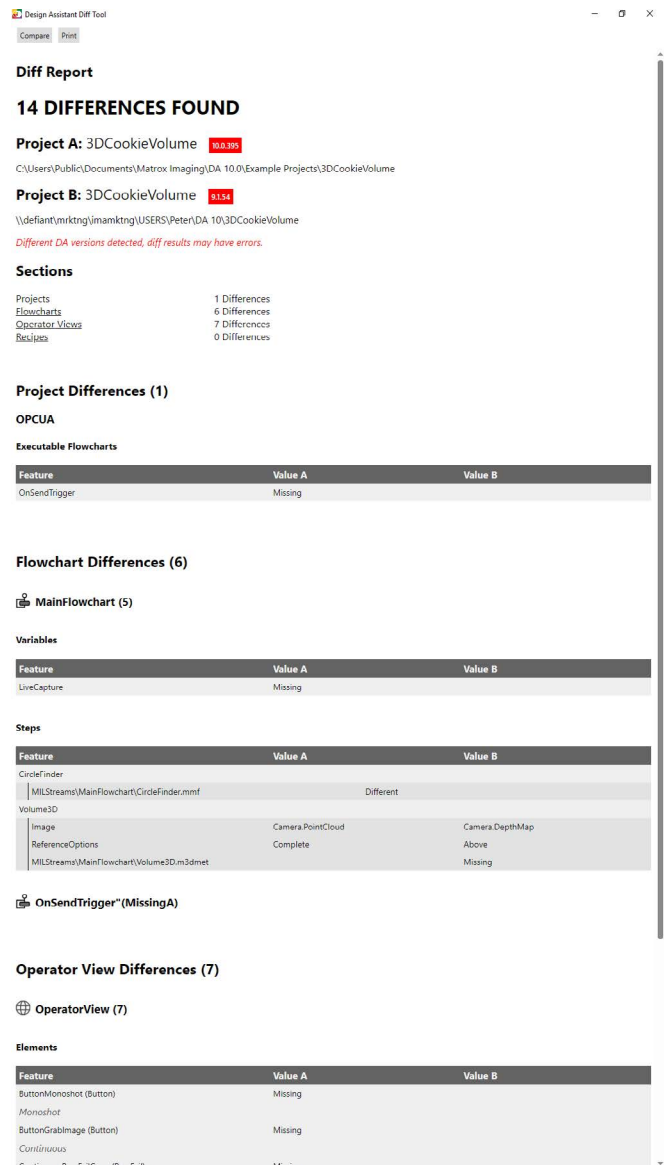 Design Assistant Diff Tool
Compare Print
Diff Report
14 DIFFERENCES FOUND
Project A: 3DCookieVolume 10.0.395
C:\Users\Public\Documents\Matrox Imaging\DA 10.0\Example Projects\3DCookieVolume
Project B: 3DCookieVolume 9.1.54
\\defiant\mrktng\imamktng\USERS\Peter\DA 10\3DCookieVolume
Different DA versions detected, diff results may have errors.
Sections
Projects 1 Differences
Flowcharts 6 Differences
Operator Views 7 Differences
Recipes 0 Differences
Project Differences (1)
OPCUA
Executable Flowcharts
Feature Value A Value B
OnSendTrigger Missing
Flowchart Differences (6)
MainFlowchart (5)
Variables
Feature Value A Value B
LiveCapture Missing
Steps
Feature Value A Value B
CircleFinder
MILStreams\MainFlowchart\CircleFinder.mmf Different
Volume3D
Image Camera.PointCloud Camera.DepthMap
ReferenceOptions Complete Above
MILStreams\MainFlowchart\Volume3D.m3dmet Missing
OnSendTrigger"(MissingA)
Operator View Differences (7)
OperatorView (7)
Elements
Feature Value A Value B
ButtonMonoshot (Button) Missing
Monoshot
ButtonGrabImage (Button) Missing
Continuous